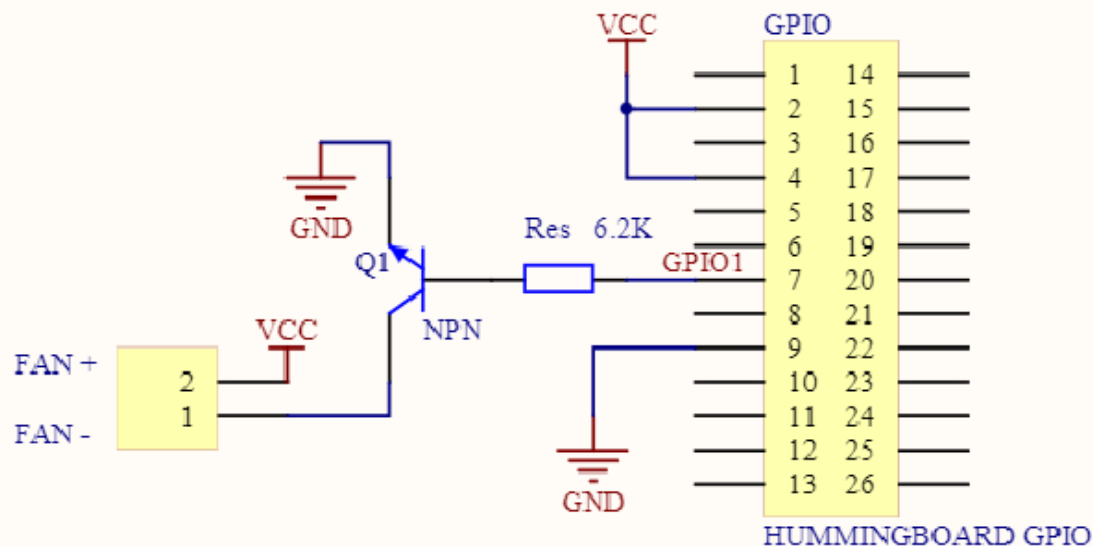 VCC
GPIO
1 14
2 15
3 16
4 17
5 18
6 19
7 20
8 21
9 22
10 23
11 24
12 25
13 26
HUMMINGBOARD GPIO
GND
Res 6.2K
Q1
GPIO1
NPN
VCC
FAN +
2
1
FAN -
GND